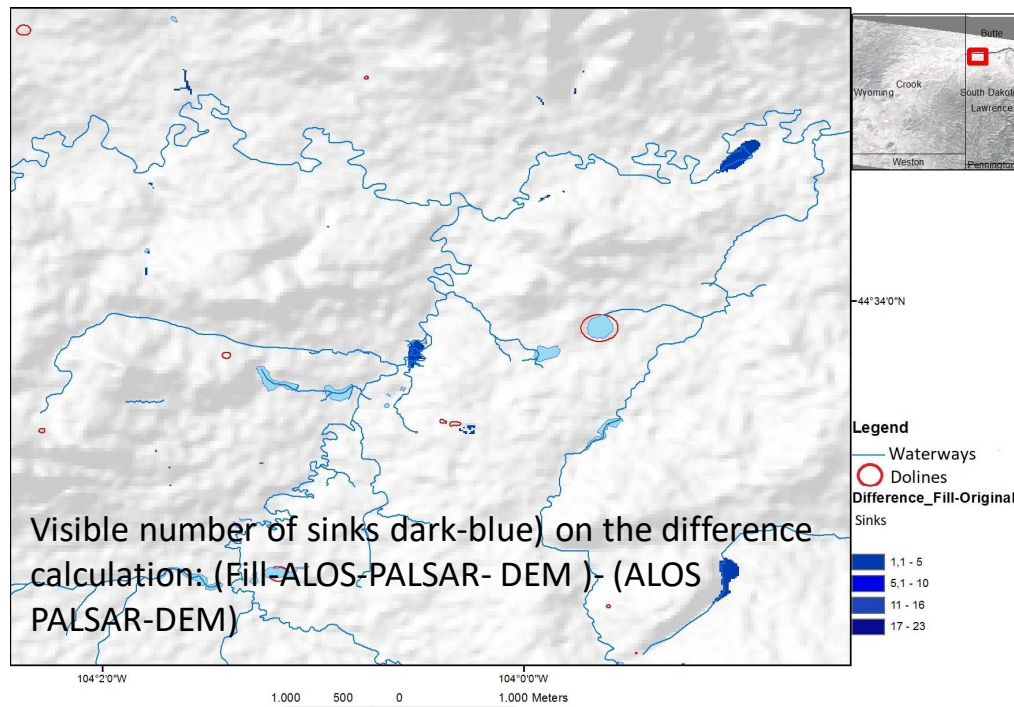 Butte
Crook
Wyoming
South Dakota
Lawrence
Weston
Pennington
44°34'0"N
Legend
Waterways
Dolines
Difference_Fill-Original
Sinks
1,1 - 5
5,1 - 10
11 - 16
17 - 23
Visible number of sinks dark-blue) on the difference
calculation: (Fill-ALOS-PALSAR- DEM )- (ALOS
PALSAR-DEM)
104°2'0"W
104°0'0"W
1.000 500 0 1.000 Meters